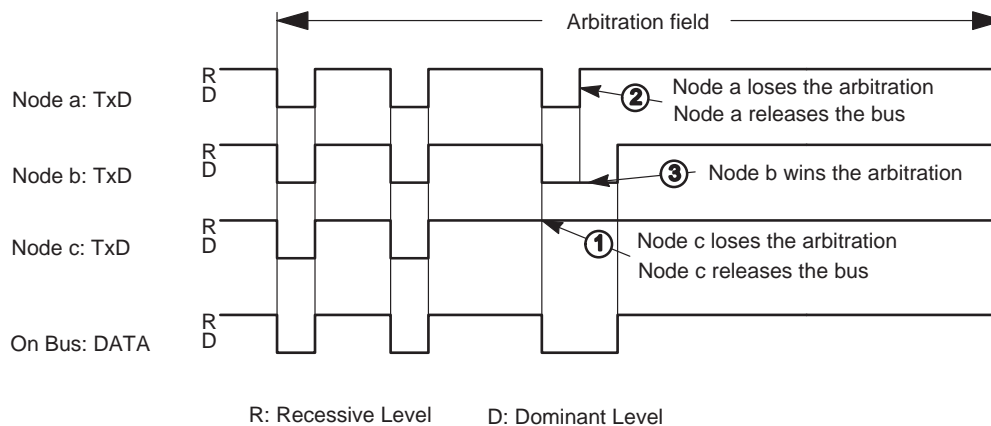 Arbitration field
R
D
Node a: TxD
② Node a loses the arbitration
Node a releases the bus
R
D
Node b: TxD
③ Node b wins the arbitration
R
D
Node c: TxD
① Node c loses the arbitration
Node c releases the bus
R
D
On Bus: DATA
R: Recessive Level D: Dominant Level